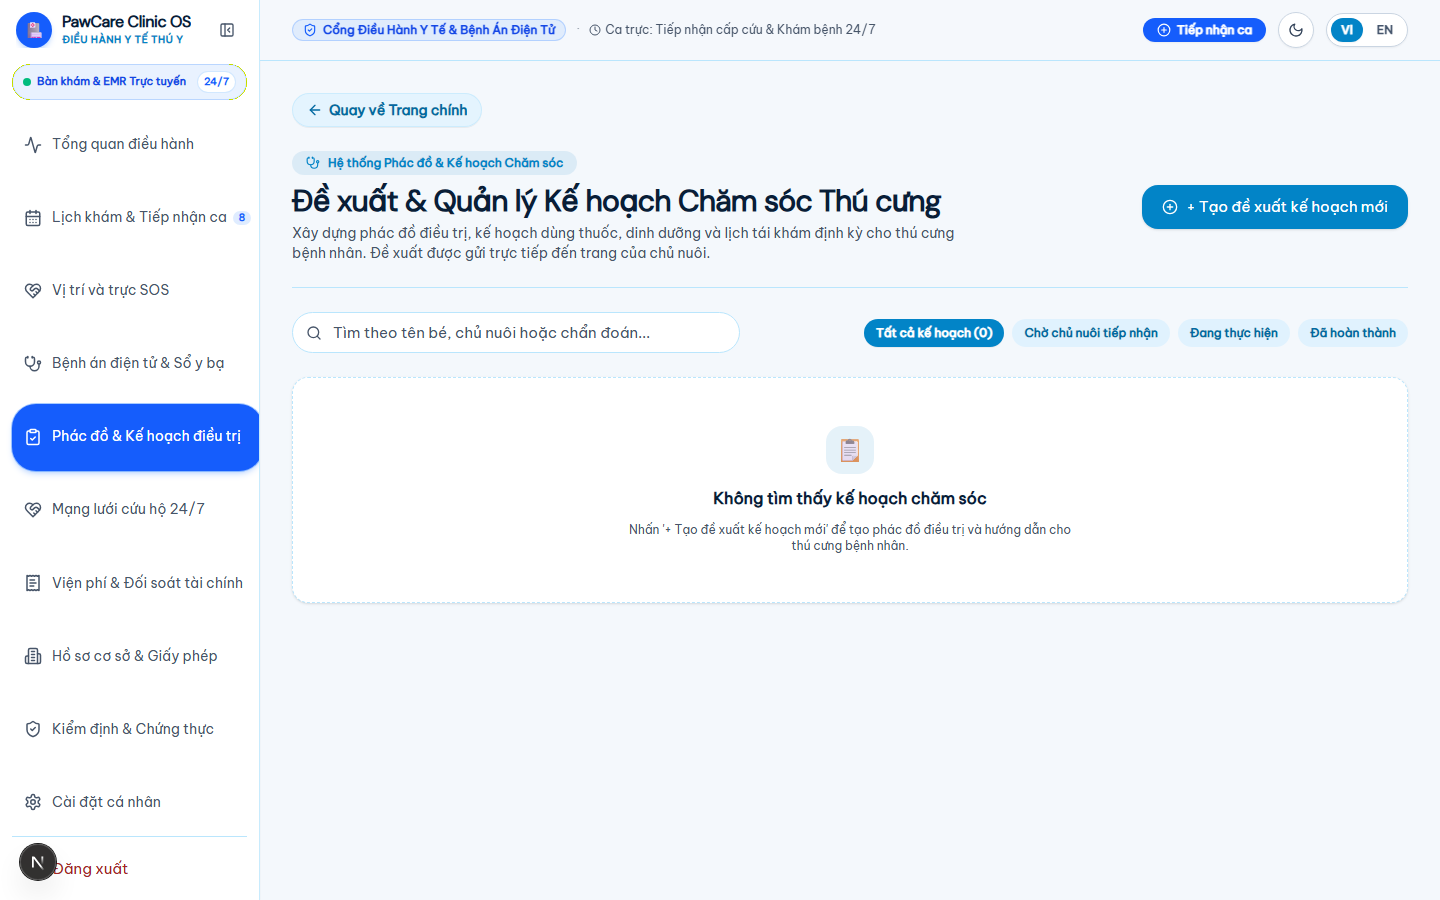 PawCare Clinic OS
ĐIỀU HÀNH Y TẾ THÚ Y
Bàn khám & EMR Trực tuyến
24/7
Tổng quan điều hành
Lịch khám & Tiếp nhận ca
8
Vị trí và trực SOS
Bệnh án điện tử & Sổ y bạ
Phác đồ & Kế hoạch điều trị
Mạng lưới cứu hộ 24/7
Viện phí & Đối soát tài chính
Hồ sơ cơ sở & Giấy phép
Kiểm định & Chứng thực
Cài đặt cá nhân
N
Đăng xuất
Cổng Điều Hành Y Tế & Bệnh Án Điện Tử
· Ca trực: Tiếp nhận cấp cứu & Khám bệnh 24/7
Tiếp nhận ca
VI
EN
Quay về Trang chính
Hệ thống Phác đồ & Kế hoạch Chăm sóc
Đề xuất & Quản lý Kế hoạch Chăm sóc Thú cưng
Xây dựng phác đồ điều trị, kế hoạch dùng thuốc, dinh dưỡng và lịch tái khám định kỳ cho thú cưng
bệnh nhân. Đề xuất được gửi trực tiếp đến trang của chủ nuôi.
+ Tạo đề xuất kế hoạch mới
Tìm theo tên bé, chủ nuôi hoặc chẩn đoán...
Tất cả kế hoạch (0)
Chờ chủ nuôi tiếp nhận
Đang thực hiện
Đã hoàn thành
Không tìm thấy kế hoạch chăm sóc
Nhấn '+ Tạo đề xuất kế hoạch mới' để tạo phác đồ điều trị và hướng dẫn cho
thú cưng bệnh nhân.